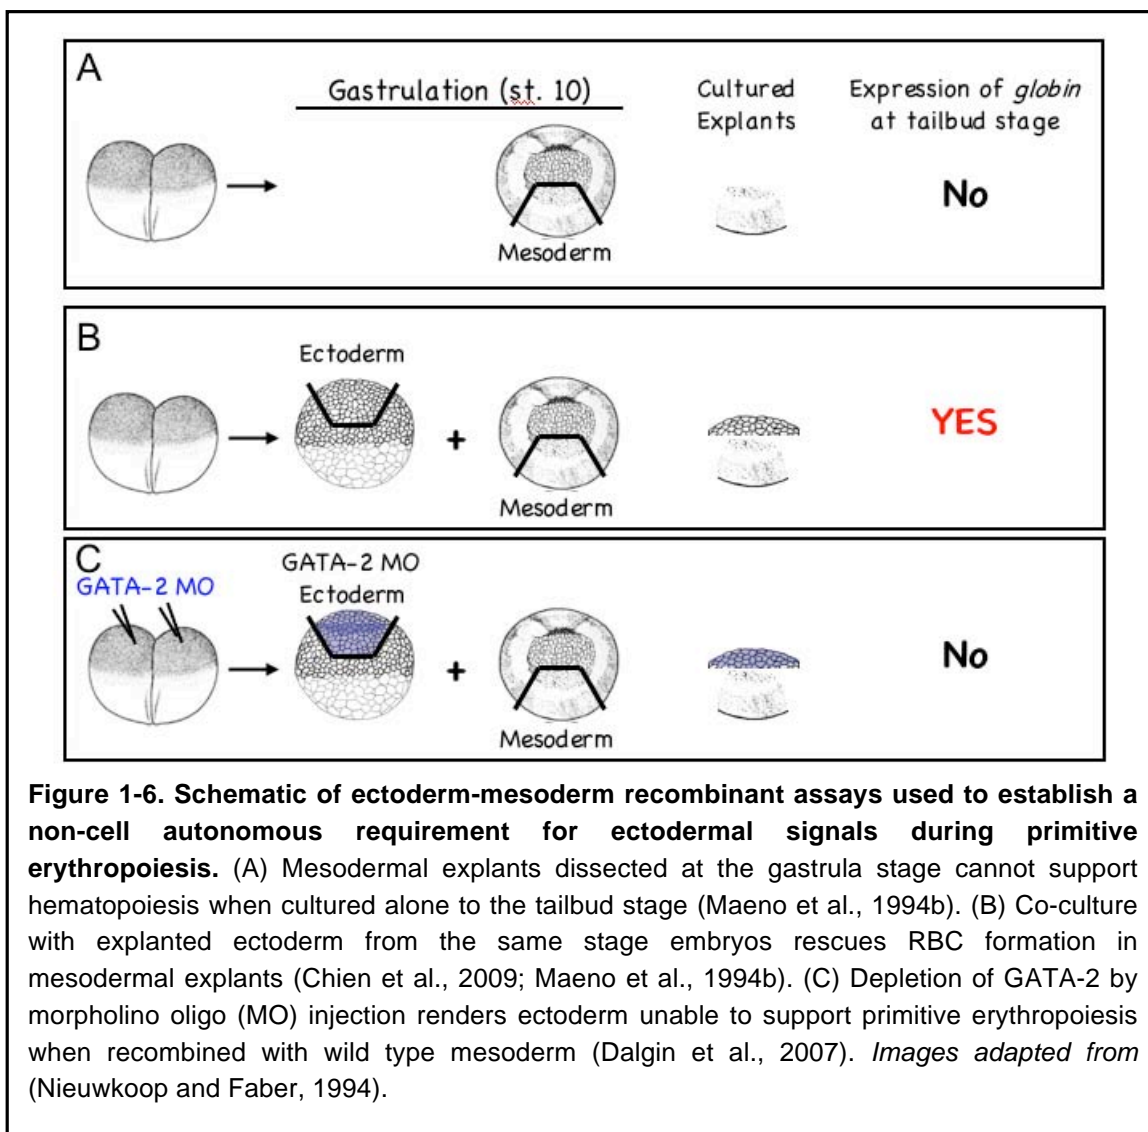 A
Gastrulation (st. 10)
Cultured
Explants
Expression of globin
at tailbud stage
Mesoderm
No
B
Ectoderm
+
Mesoderm
YES
C
GATA-2 MO
GATA-2 MO
Ectoderm
+
Mesoderm
No
Figure 1-6. Schematic of ectoderm-mesoderm recombinant assays used to establish a
non-cell autonomous requirement for ectodermal signals during primitive
erythropoiesis. (A) Mesodermal explants dissected at the gastrula stage cannot support
hematopoiesis when cultured alone to the tailbud stage (Maeno et al., 1994b). (B) Co-culture
with explanted ectoderm from the same stage embryos rescues RBC formation in
mesodermal explants (Chien et al., 2009; Maeno et al., 1994b). (C) Depletion of GATA-2 by
morpholino oligo (MO) injection renders ectoderm unable to support primitive erythropoiesis
when recombined with wild type mesoderm (Dalgin et al., 2007). Images adapted from
(Nieuwkoop and Faber, 1994).